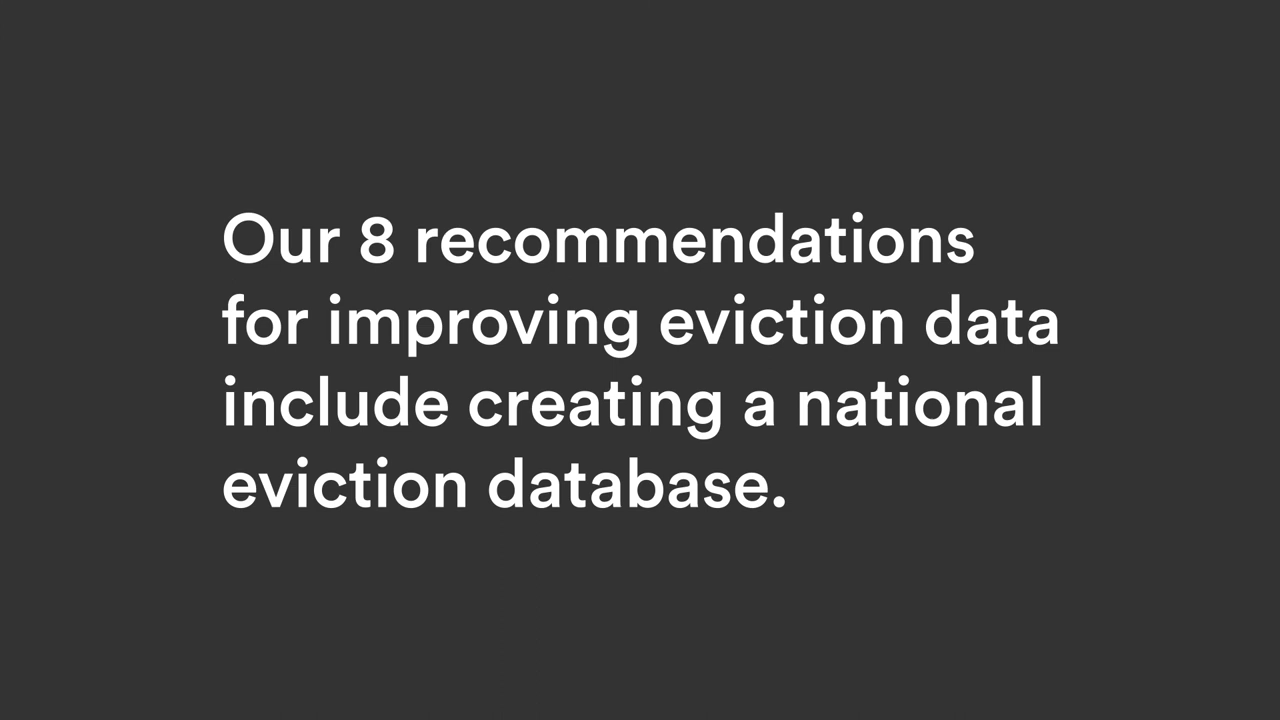 Our 8 recommendations
for improving eviction data
include creating a national
eviction database.